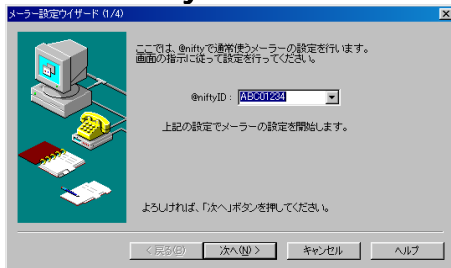 メーラー設定ウィザード (1/4)
ここでは、@niftyで通常使うメーラーの設定を行います。
画面の指示に従って設定を行ってください。
@niftyID : ABC01234
上記の設定でメーラーの設定を開始します。
よろしければ、「次へ」ボタンを押してください。
< 戻る(B) 次へ(N) > キャンセル ヘルプ